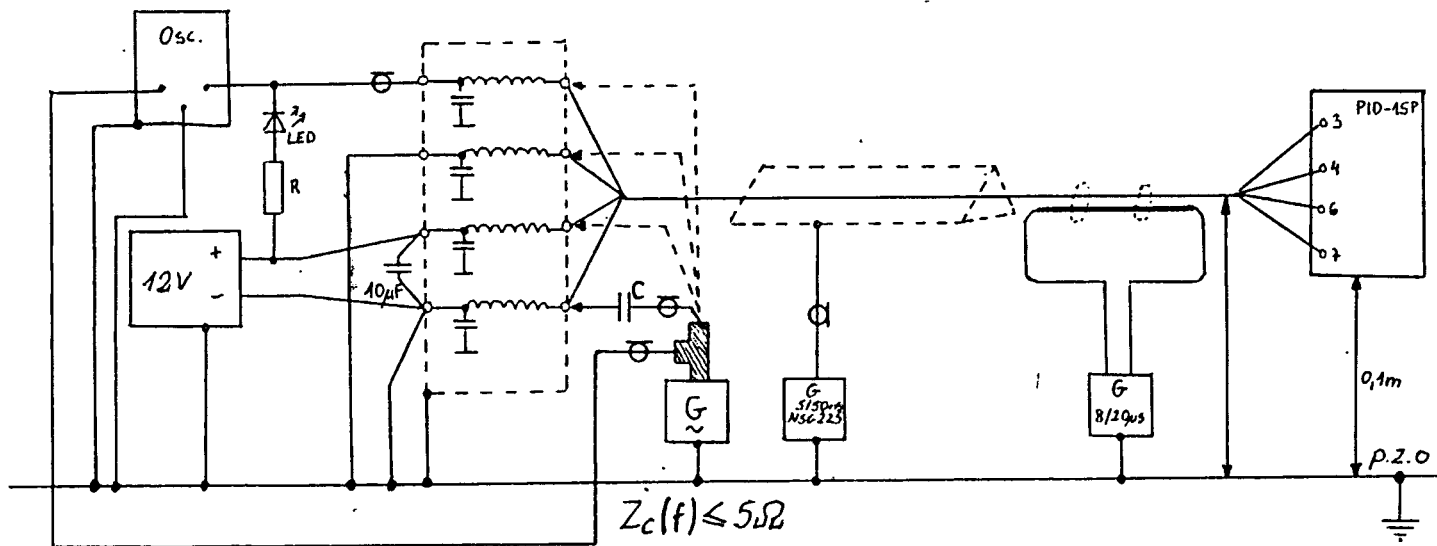 Osc.
LED
R
12V
+
-
10µF
C
G
~
G
5/50ns
NSG 225
G
8/20µs
PID-15P
3
4
6
7
0,1m
p.z.o
Zc(f) ≤ 5Ω